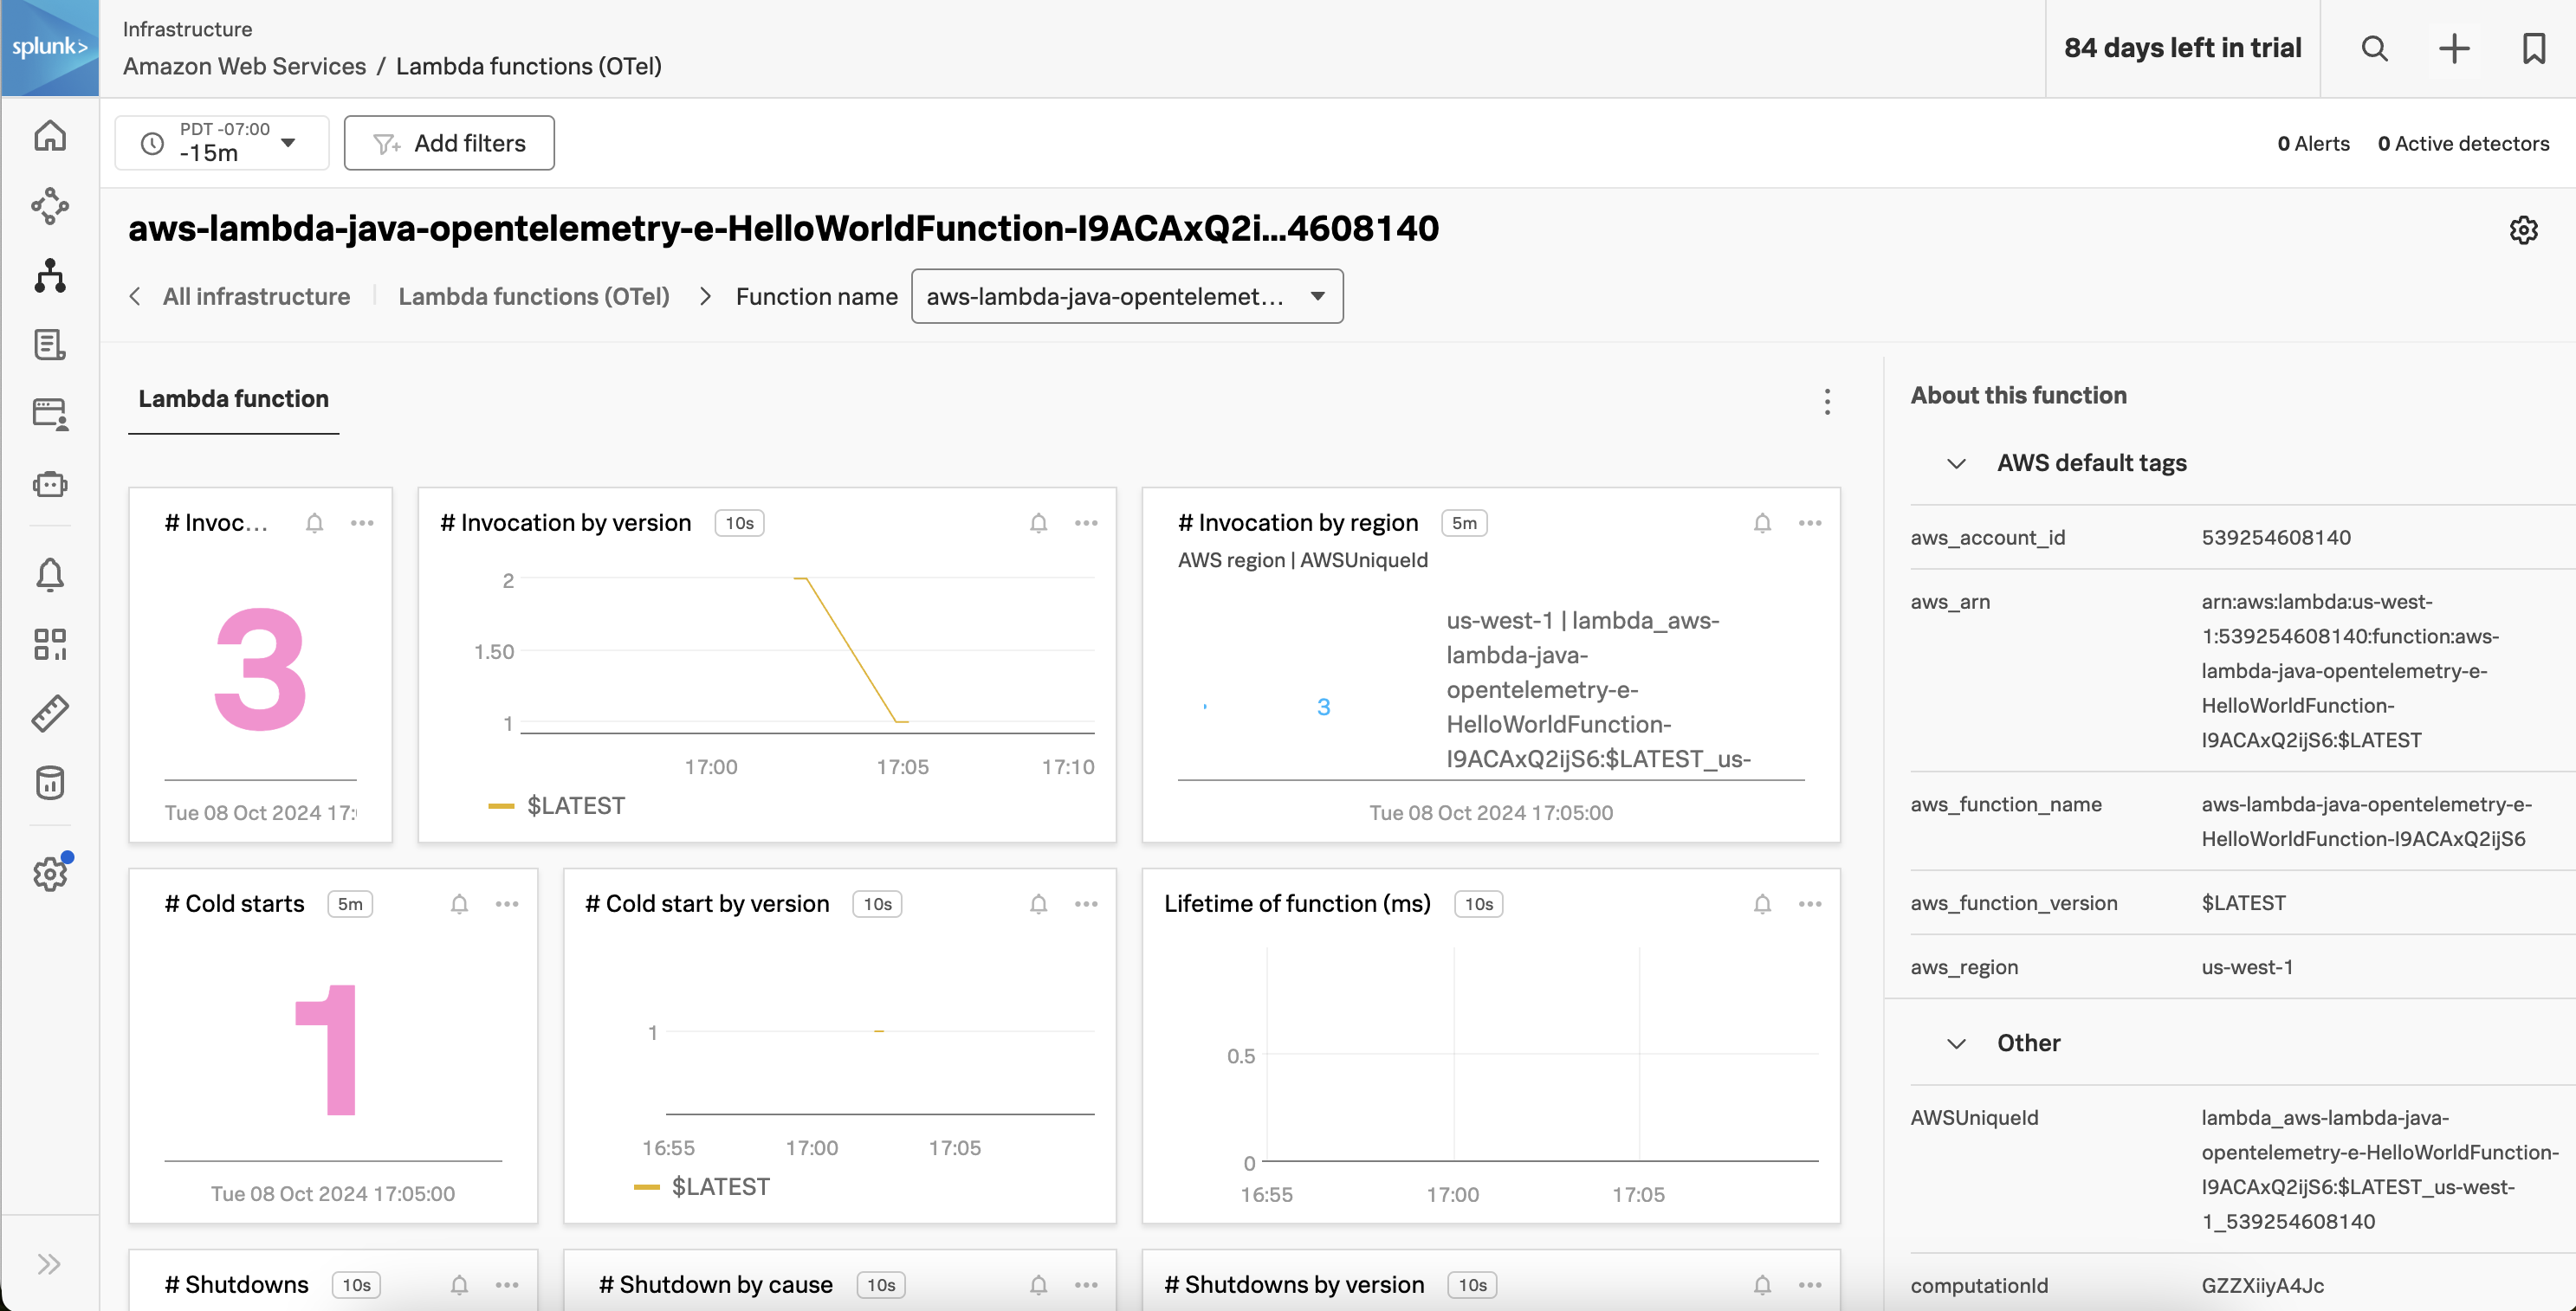 splunk>
Infrastructure
Amazon Web Services / Lambda functions (OTel)
84 days left in trial
PDT -07:00
-15m
Add filters
0 Alerts 0 Active detectors
aws-lambda-java-opentelemetry-e-HelloWorldFunction-I9ACAxQ2i...4608140
All infrastructure
Lambda functions (OTel)
Function name
aws-lambda-java-opentelemet...
Lambda function
# Invoc...
3
Tue 08 Oct 2024 17:
# Invocation by version 10s
2
1.50
1
17:00 17:05 17:10
$LATEST
# Invocation by region 5m
AWS region | AWSUniqueId
3
us-west-1 | lambda_aws-
lambda-java-
opentelemetry-e-
HelloWorldFunction-
I9ACAxQ2ijS6:$LATEST_us-
Tue 08 Oct 2024 17:05:00
# Cold starts 5m
1
Tue 08 Oct 2024 17:05:00
# Cold start by version 10s
1
16:55 17:00 17:05
$LATEST
Lifetime of function (ms) 10s
0.5
0
16:55 17:00 17:05
# Shutdowns 10s
# Shutdown by cause 10s
# Shutdowns by version 10s
About this function
AWS default tags
aws_account_id 539254608140
aws_arn arn:aws:lambda:us-west-
1:539254608140:function:aws-
lambda-java-opentelemetry-e-
HelloWorldFunction-
I9ACAxQ2ijS6:$LATEST
aws_function_name aws-lambda-java-opentelemetry-e-
HelloWorldFunction-I9ACAxQ2ijS6
aws_function_version $LATEST
aws_region us-west-1
Other
AWSUniqueId lambda_aws-lambda-java-
opentelemetry-e-HelloWorldFunction-
I9ACAxQ2ijS6:$LATEST_us-west-
1_539254608140
computationId GZZXiiyA4Jc